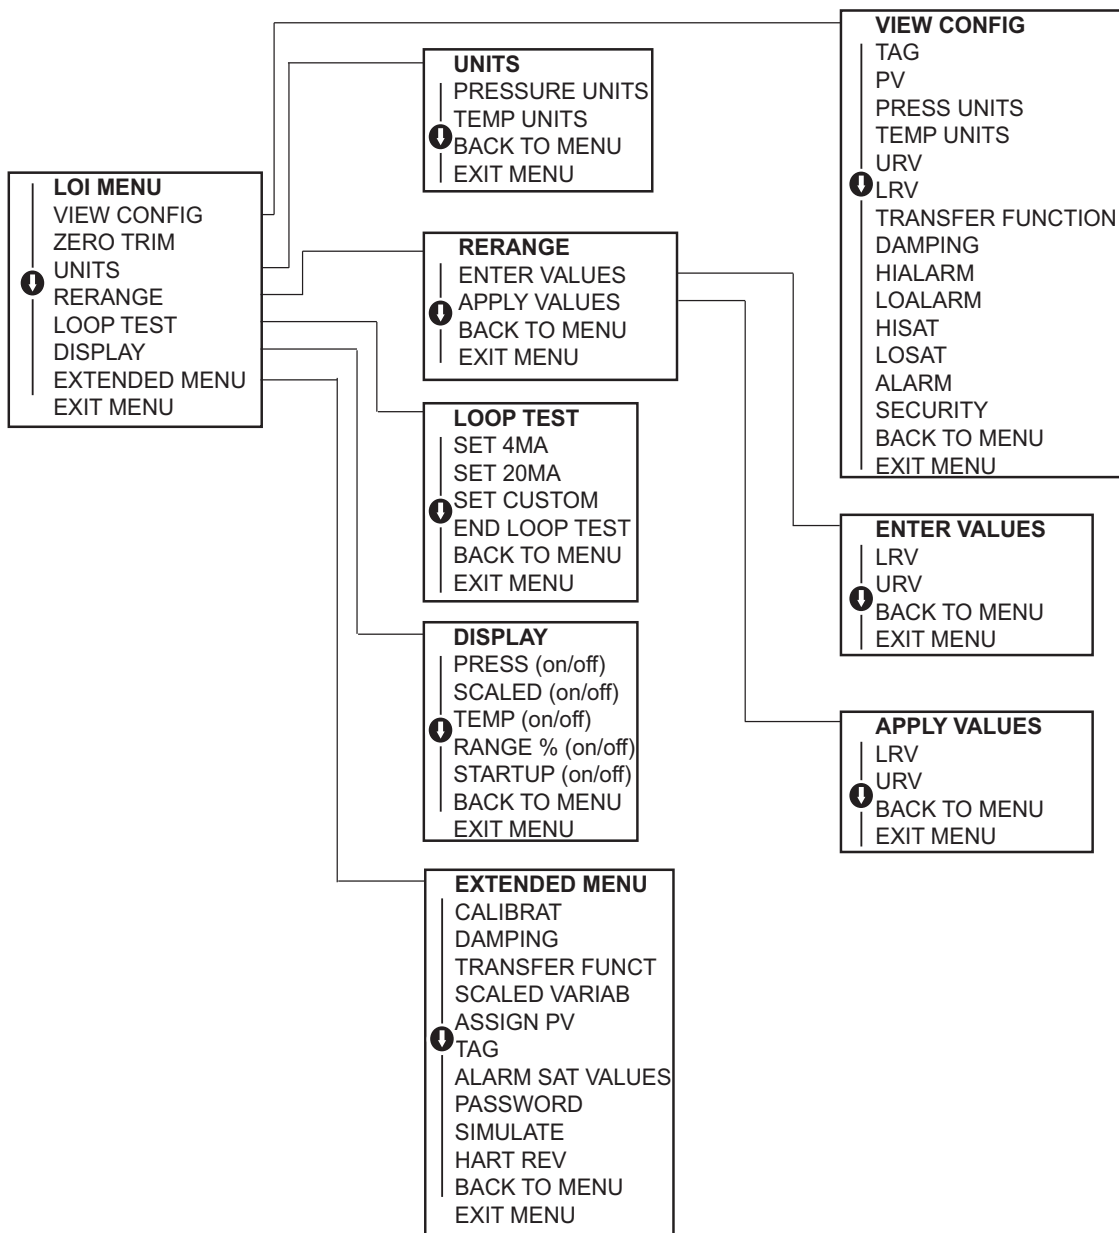 LOI MENU
VIEW CONFIG
ZERO TRIM
UNITS
RERANGE
LOOP TEST
DISPLAY
EXTENDED MENU
EXIT MENU
UNITS
PRESSURE UNITS
TEMP UNITS
BACK TO MENU
EXIT MENU
RERANGE
ENTER VALUES
APPLY VALUES
BACK TO MENU
EXIT MENU
LOOP TEST
SET 4MA
SET 20MA
SET CUSTOM
END LOOP TEST
BACK TO MENU
EXIT MENU
DISPLAY
PRESS (on/off)
SCALED (on/off)
TEMP (on/off)
RANGE % (on/off)
STARTUP (on/off)
BACK TO MENU
EXIT MENU
EXTENDED MENU
CALIBRAT
DAMPING
TRANSFER FUNCT
SCALED VARIAB
ASSIGN PV
TAG
ALARM SAT VALUES
PASSWORD
SIMULATE
HART REV
BACK TO MENU
EXIT MENU
VIEW CONFIG
TAG
PV
PRESS UNITS
TEMP UNITS
URV
LRV
TRANSFER FUNCTION
DAMPING
HIALARM
LOALARM
HISAT
LOSAT
ALARM
SECURITY
BACK TO MENU
EXIT MENU
ENTER VALUES
LRV
URV
BACK TO MENU
EXIT MENU
APPLY VALUES
LRV
URV
BACK TO MENU
EXIT MENU